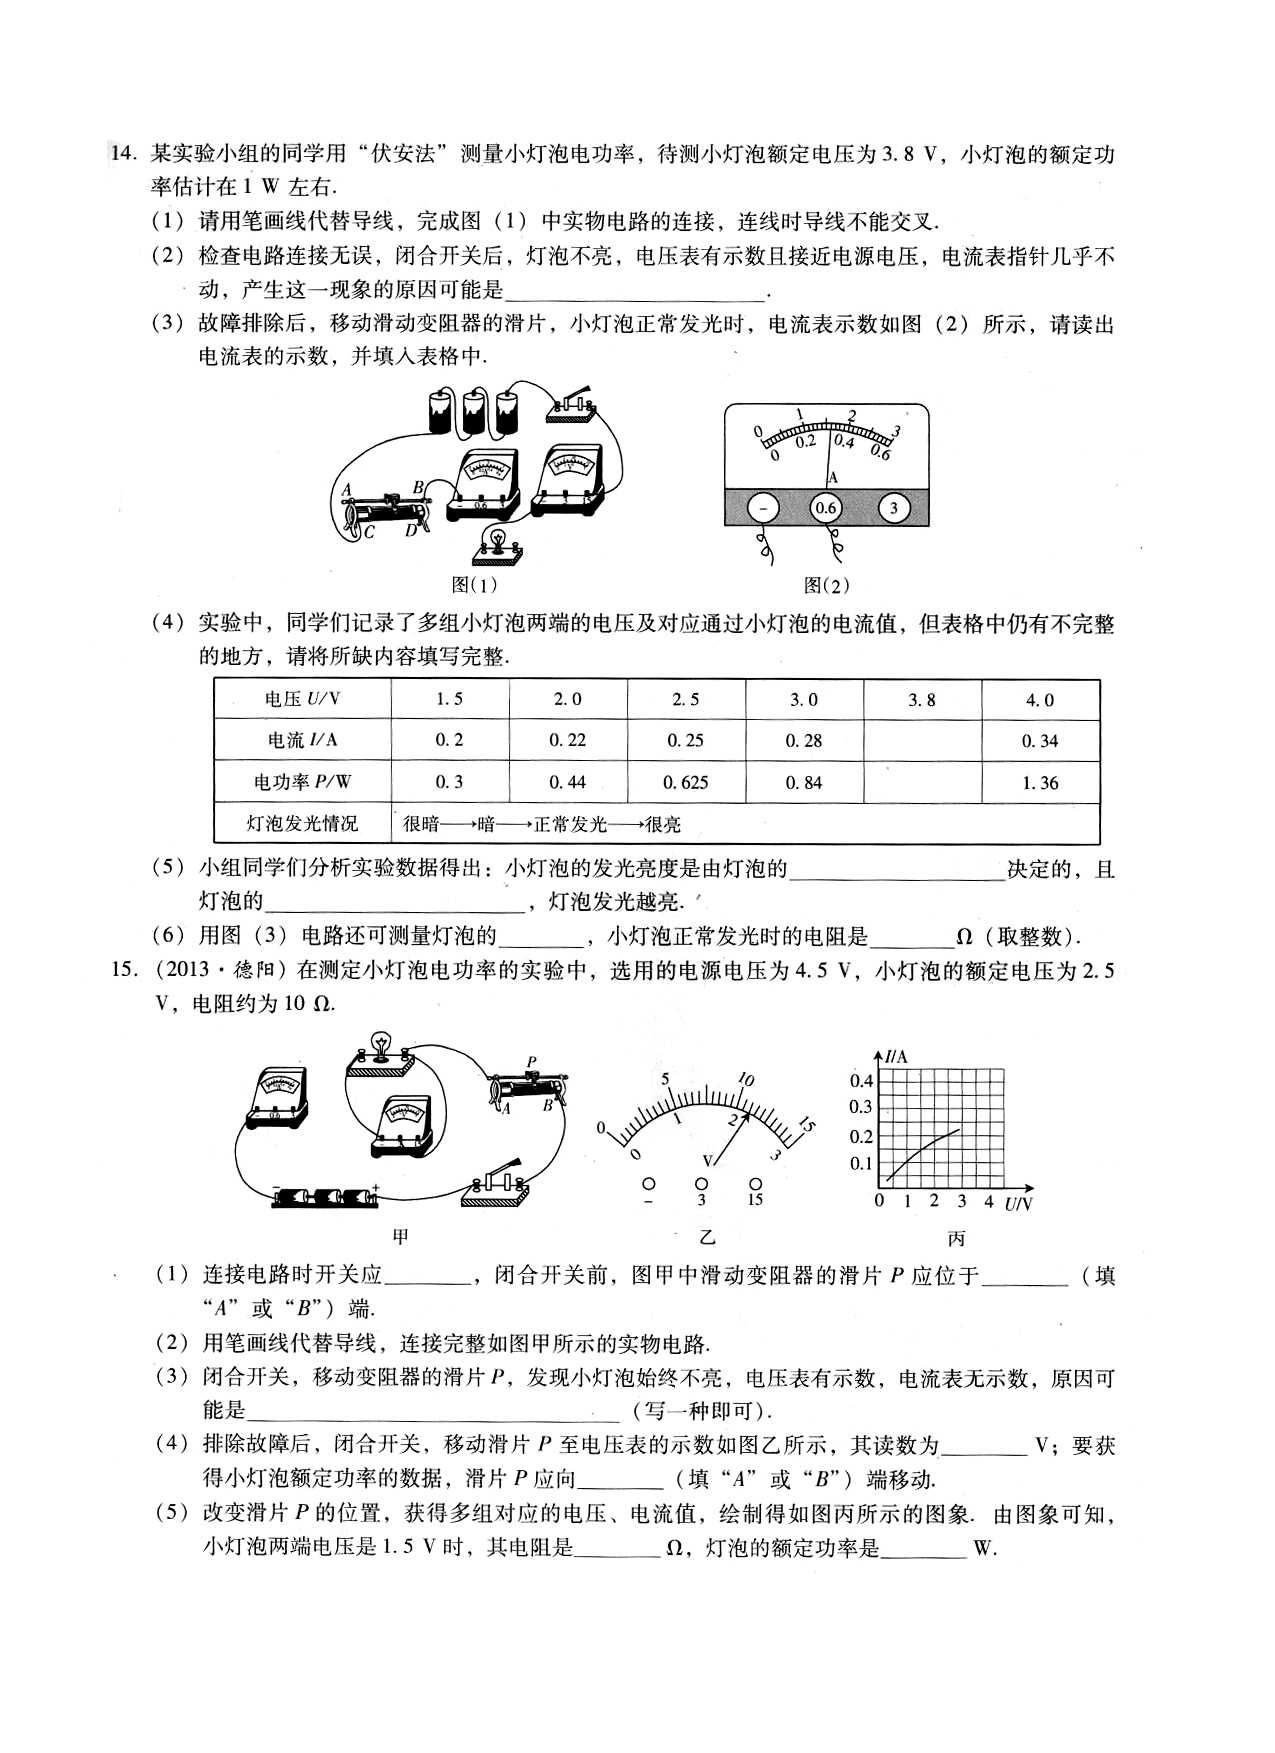 14. 某实验小组的同学用“伏安法”测量小灯泡电功率，待测小灯泡额定电压为 3.8 V，小灯泡的额定功
率估计在 1 W 左右.
（1）请用笔画线代替导线，完成图（1）中实物电路的连接，连线时导线不能交叉.
（2）检查电路连接无误，闭合开关后，灯泡不亮，电压表有示数且接近电源电压，电流表指针几乎不
动，产生这一现象的原因可能是________________.
（3）故障排除后，移动滑动变阻器的滑片，小灯泡正常发光时，电流表示数如图（2）所示，请读出
电流表的示数，并填入表格中.
A B C D
0.6
图(1)
0 1 2 3
0 0.2 0.4 0.6
A
- 0.6 3
图(2)
（4）实验中，同学们记录了多组小灯泡两端的电压及对应通过小灯泡的电流值，但表格中仍有不完整
的地方，请将所缺内容填写完整.
电压 U/V 1.5 2.0 2.5 3.0 3.8 4.0
电流 I/A 0.2 0.22 0.25 0.28 0.34
电功率 P/W 0.3 0.44 0.625 0.84 1.36
灯泡发光情况 很暗⟶暗⟶正常发光⟶很亮
（5）小组同学们分析实验数据得出：小灯泡的发光亮度是由灯泡的________________决定的，且
灯泡的________________，灯泡发光越亮.
（6）用图（3）电路还可测量灯泡的________，小灯泡正常发光时的电阻是________Ω（取整数）.
15.（2013·德阳）在测定小灯泡电功率的实验中，选用的电源电压为 4.5 V，小灯泡的额定电压为 2.5
V，电阻约为 10 Ω.
P A B
0.6
- +
甲
0 5 10 15
0 1 2 3
V
- 3 15
乙
I/A
0.4
0.3
0.2
0.1
0 1 2 3 4 U/V
丙
（1）连接电路时开关应________，闭合开关前，图甲中滑动变阻器的滑片 P 应位于________（填
“A”或“B”）端.
（2）用笔画线代替导线，连接完整如图甲所示的实物电路.
（3）闭合开关，移动变阻器的滑片 P，发现小灯泡始终不亮，电压表有示数，电流表无示数，原因可
能是________________（写一种即可）.
（4）排除故障后，闭合开关，移动滑片 P 至电压表的示数如图乙所示，其读数为________ V；要获
得小灯泡额定功率的数据，滑片 P 应向________（填“A”或“B”）端移动.
（5）改变滑片 P 的位置，获得多组对应的电压、电流值，绘制得如图丙所示的图象. 由图象可知，
小灯泡两端电压是 1.5 V 时，其电阻是________ Ω，灯泡的额定功率是________ W.